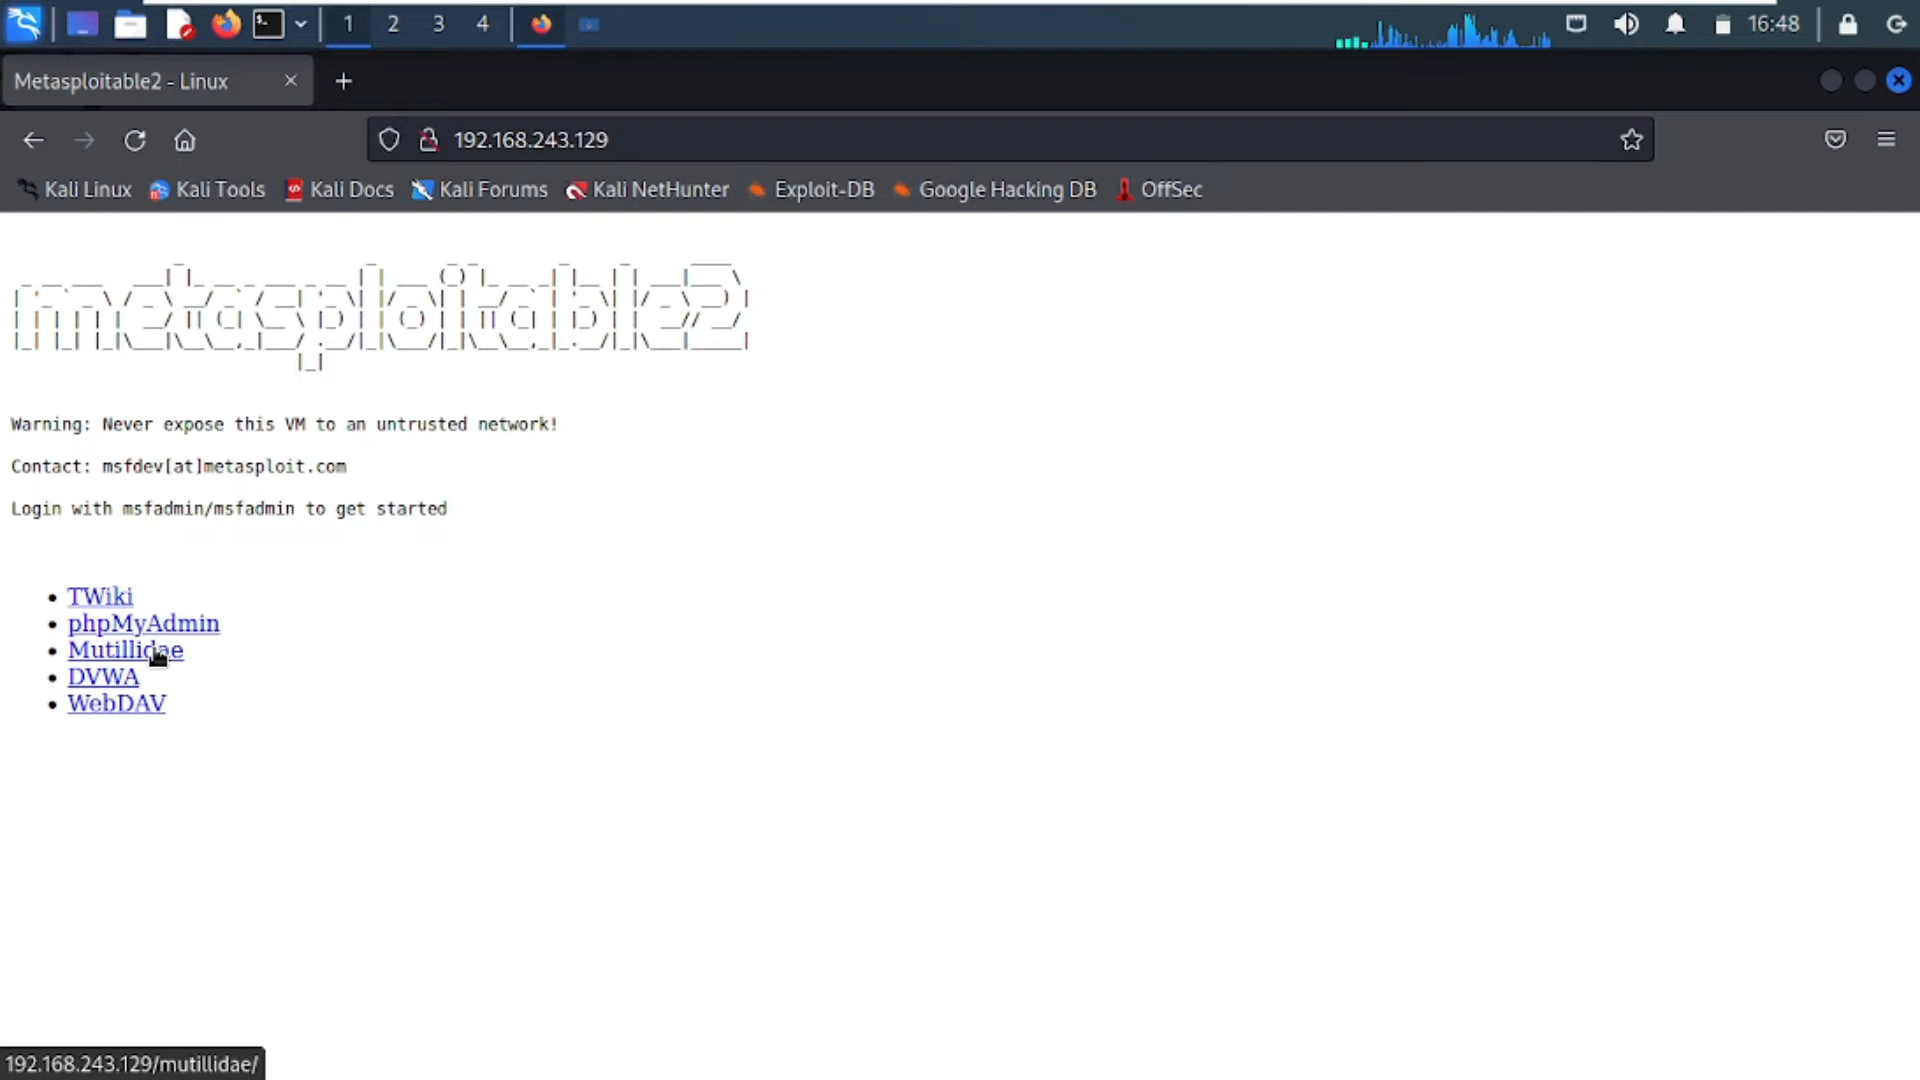 1 2 3 4 16:48
Metasploitable2 - Linux
192.168.243.129
Kali Linux Kali Tools Kali Docs Kali Forums Kali NetHunter Exploit-DB Google Hacking DB OffSec
metasploitable2
Warning: Never expose this VM to an untrusted network!
Contact: msfdev[at]metasploit.com
Login with msfadmin/msfadmin to get started
TWiki
phpMyAdmin
Mutillidae
DVWA
WebDAV
192.168.243.129/mutillidae/